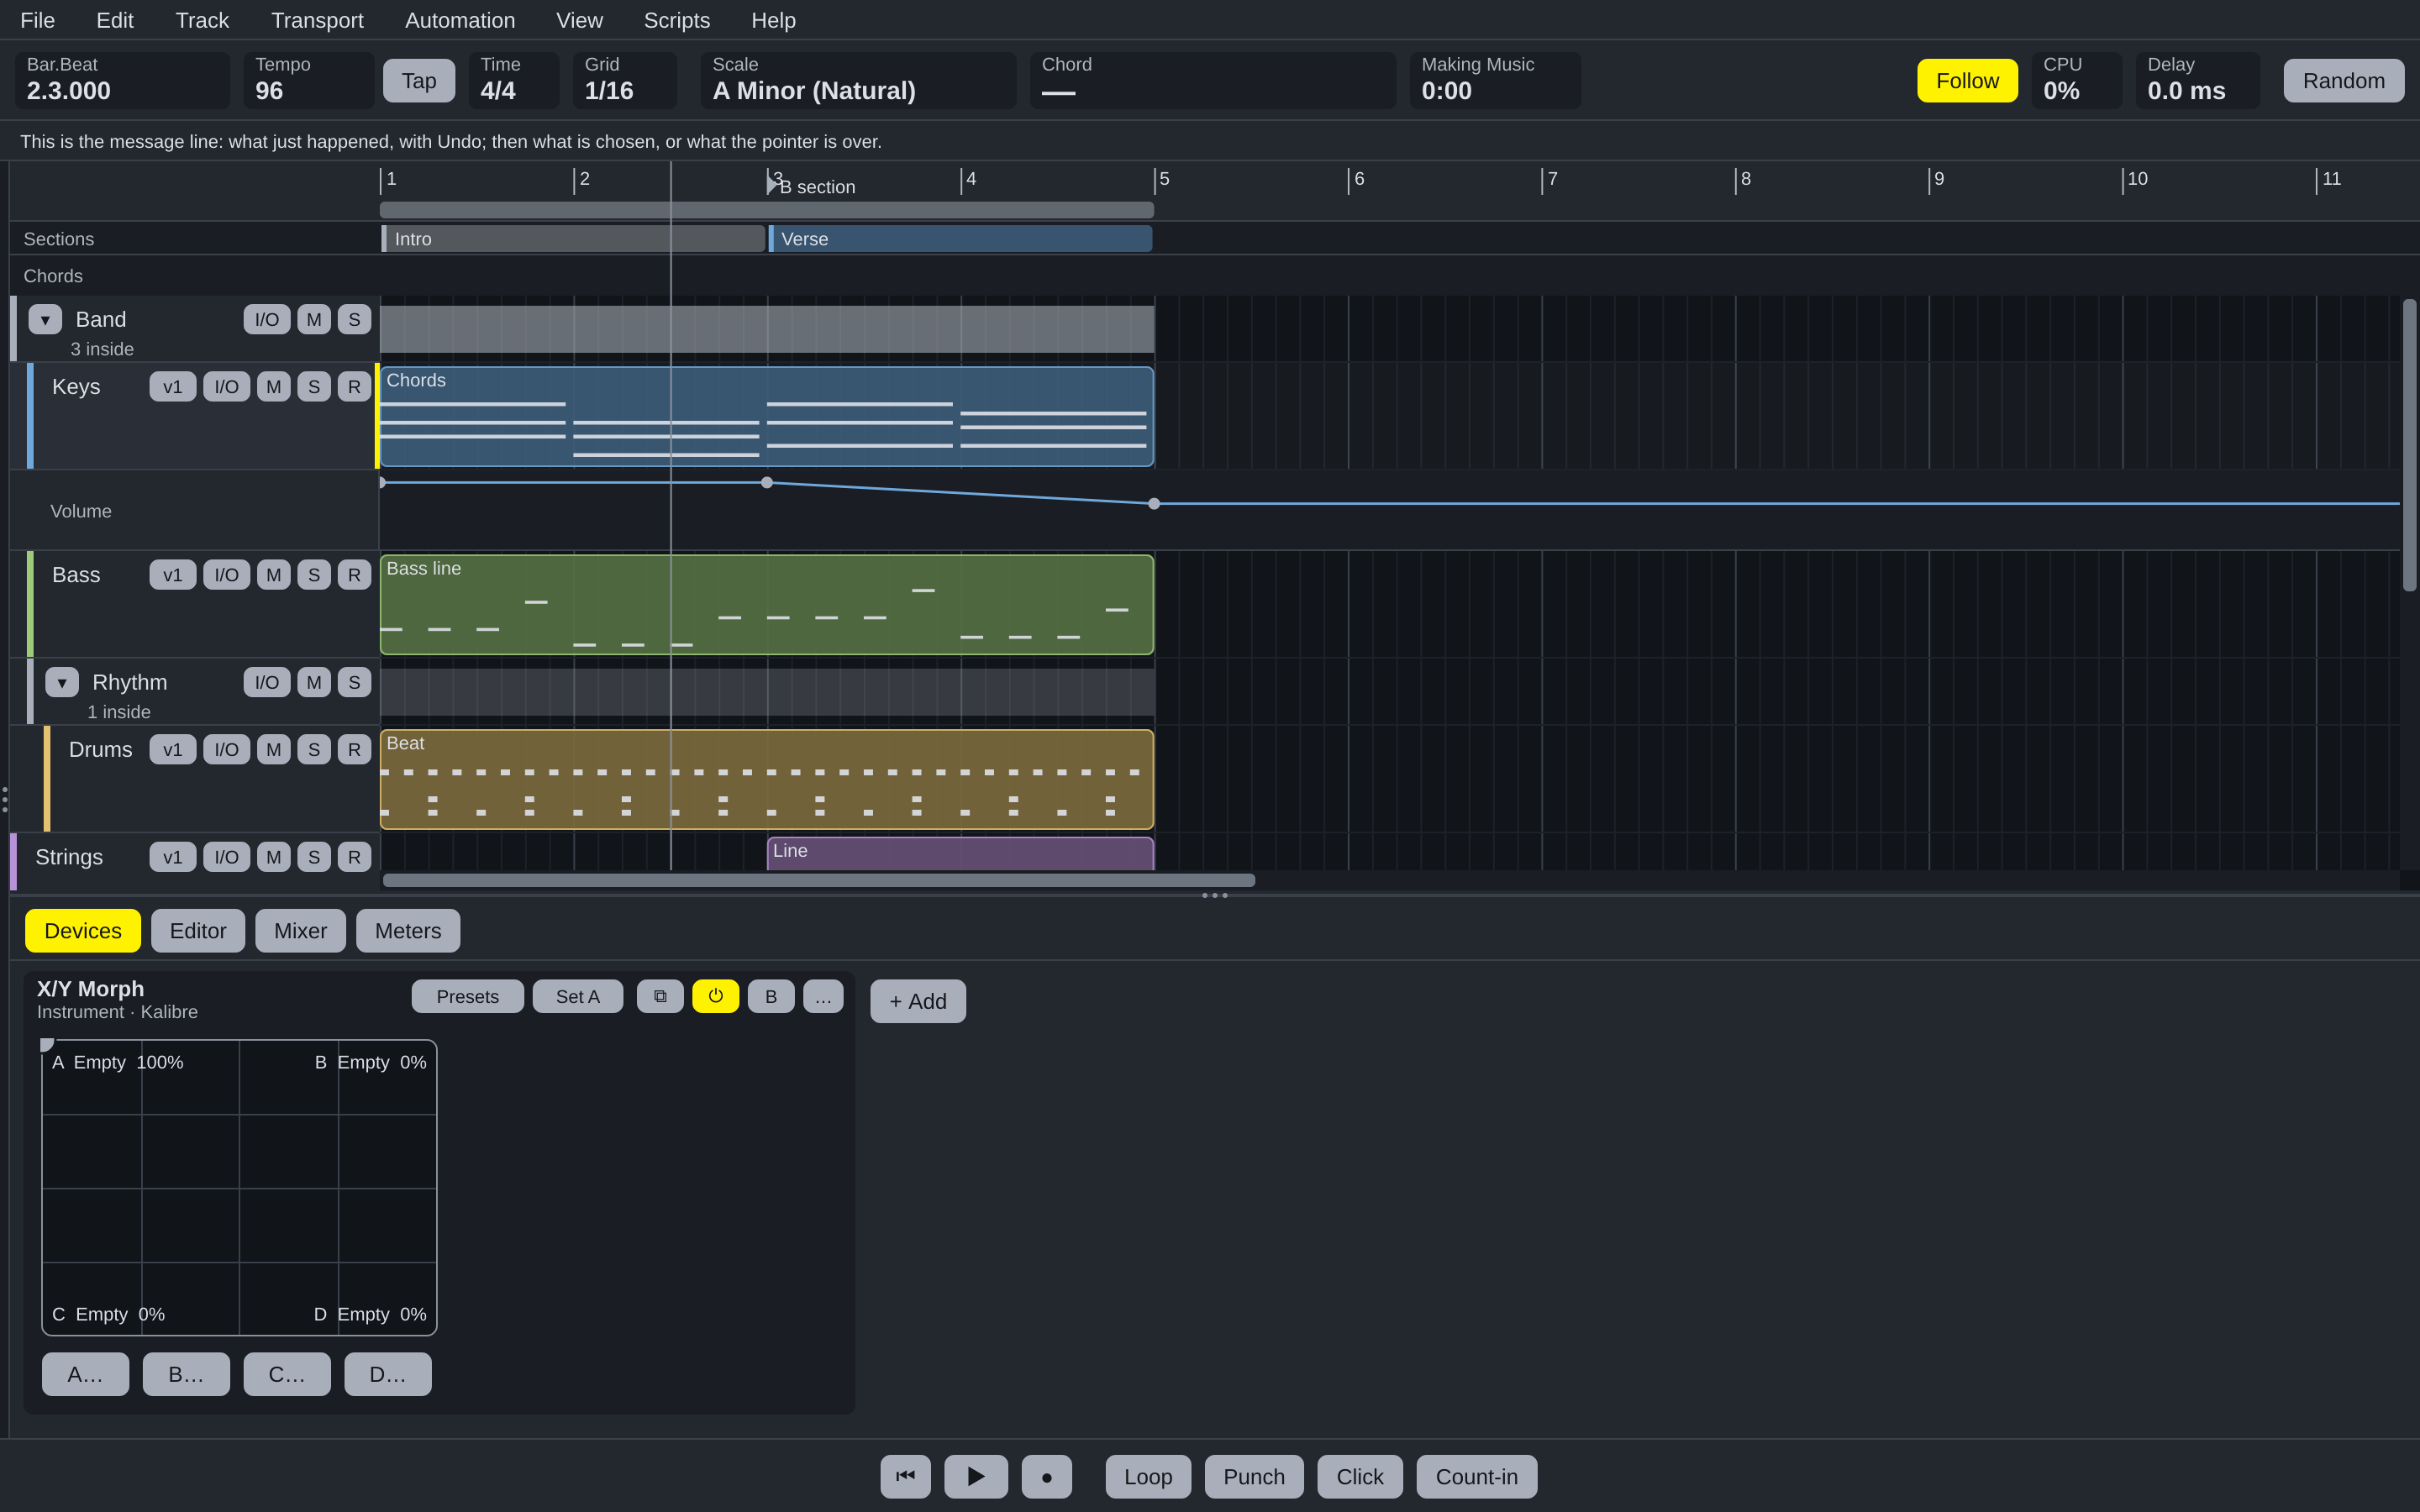 File Edit Track Transport Automation View Scripts Help
Bar.Beat Tempo Time Grid Scale Chord Making Music CPU Delay
2.3.000 96 Tap 4/4 1/16 A Minor (Natural) — 0:00 Follow 0% 0.0 ms Random
This is the message line: what just happened, with Undo; then what is chosen, or what the pointer is over.
1 2 3 4 5 6 7 8 9 10 11
B section
Sections Intro Verse
Chords
Band I/O M S
3 inside
Keys v1 I/O M S R Chords
Volume
Bass v1 I/O M S R Bass line
Rhythm I/O M S
1 inside
Drums v1 I/O M S R Beat
Strings v1 I/O M S R Line
Devices Editor Mixer Meters
X/Y Morph Presets Set A B … + Add
Instrument · Kalibre
A Empty 100% B Empty 0%
C Empty 0% D Empty 0%
A… B… C… D…
Loop Punch Click Count-in